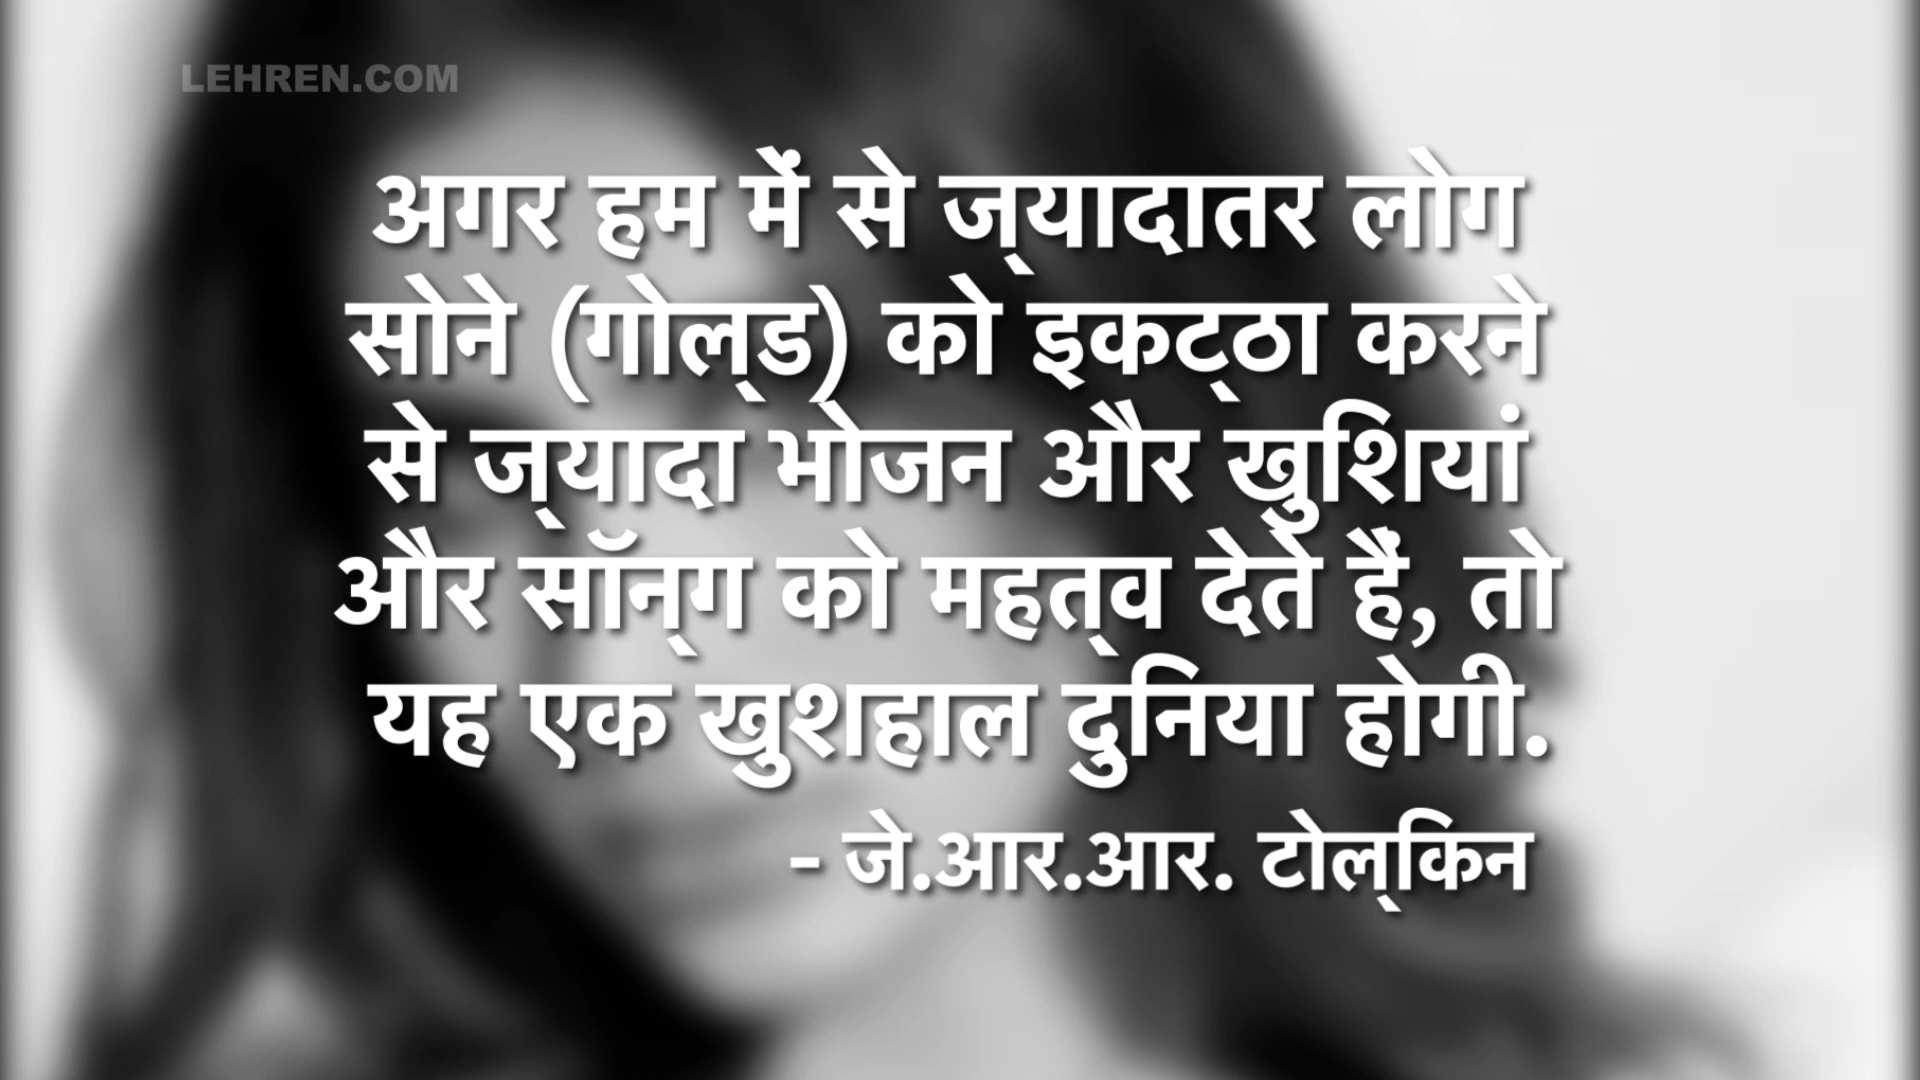 LEHREN.COM
अगर हम में से ज्यादातर लोग
सोने (गोल्ड) को इकट्ठा करने
से ज्यादा भोजन और खुशियां
और सॉन्ग को महत्व देते हैं, तो
यह एक खुशहाल दुनिया होगी.
- जे.आर.आर. टोल्किन